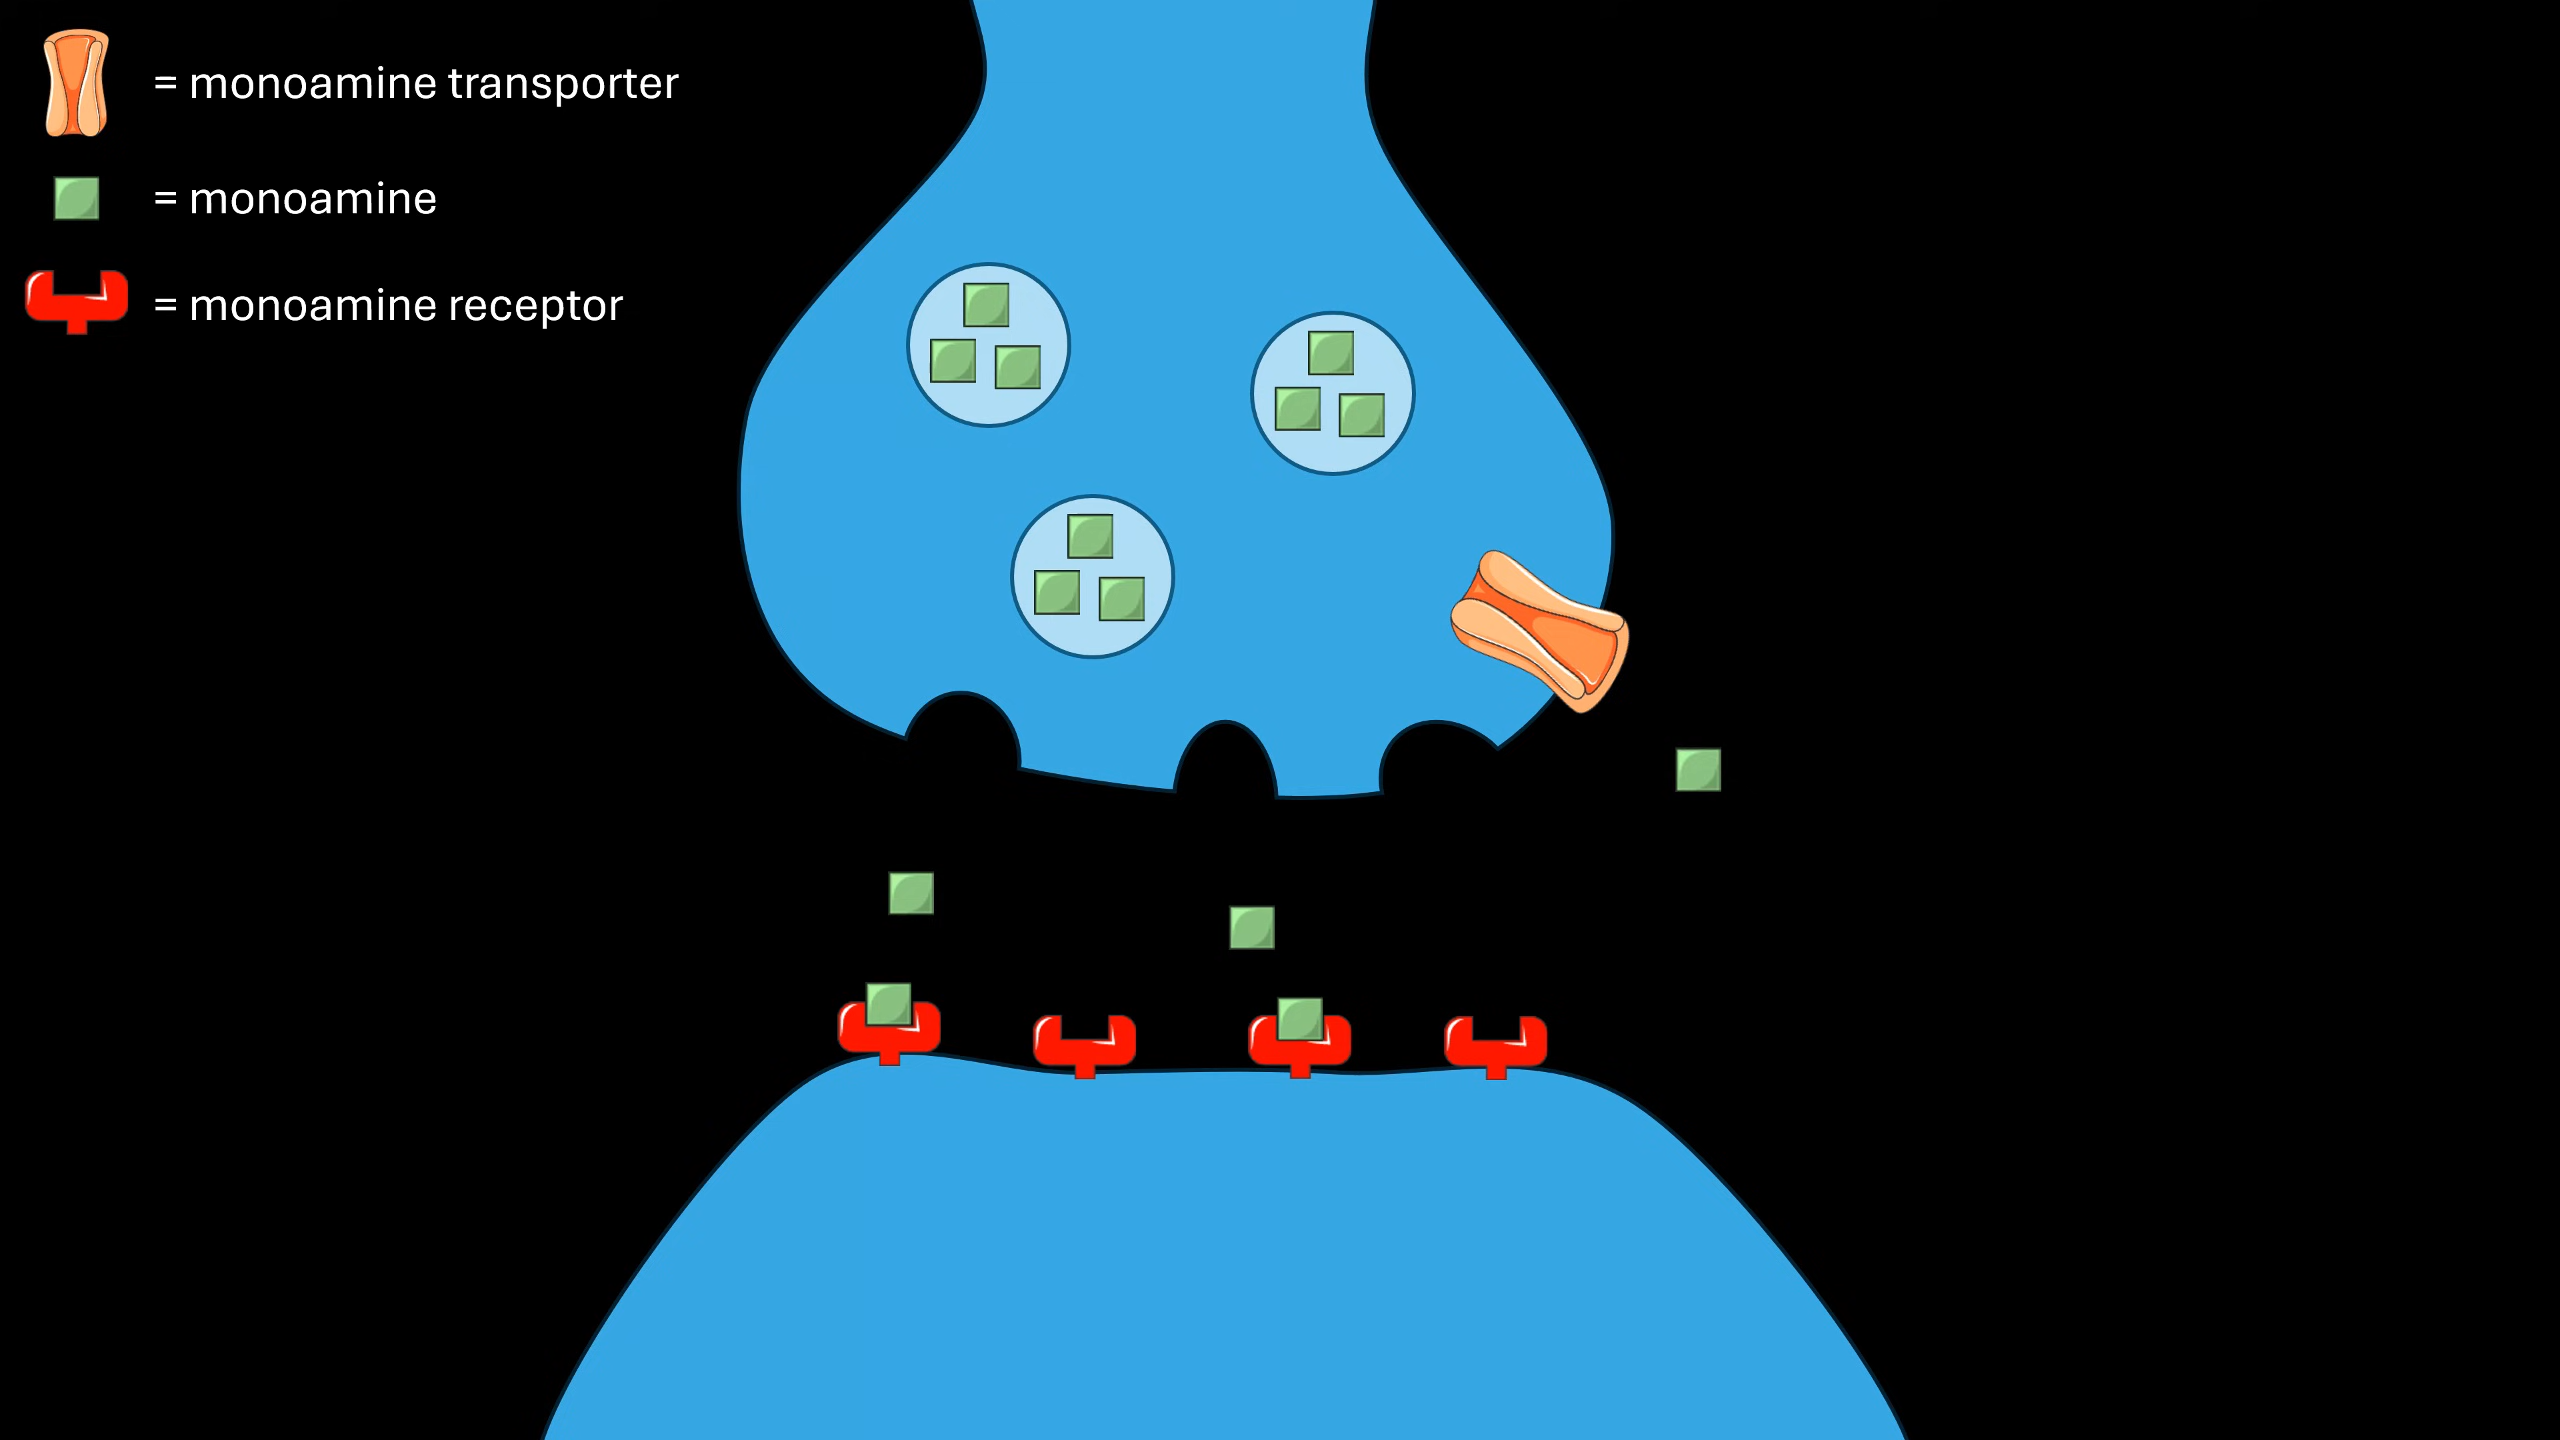 = monoamine transporter
= monoamine
= monoamine receptor